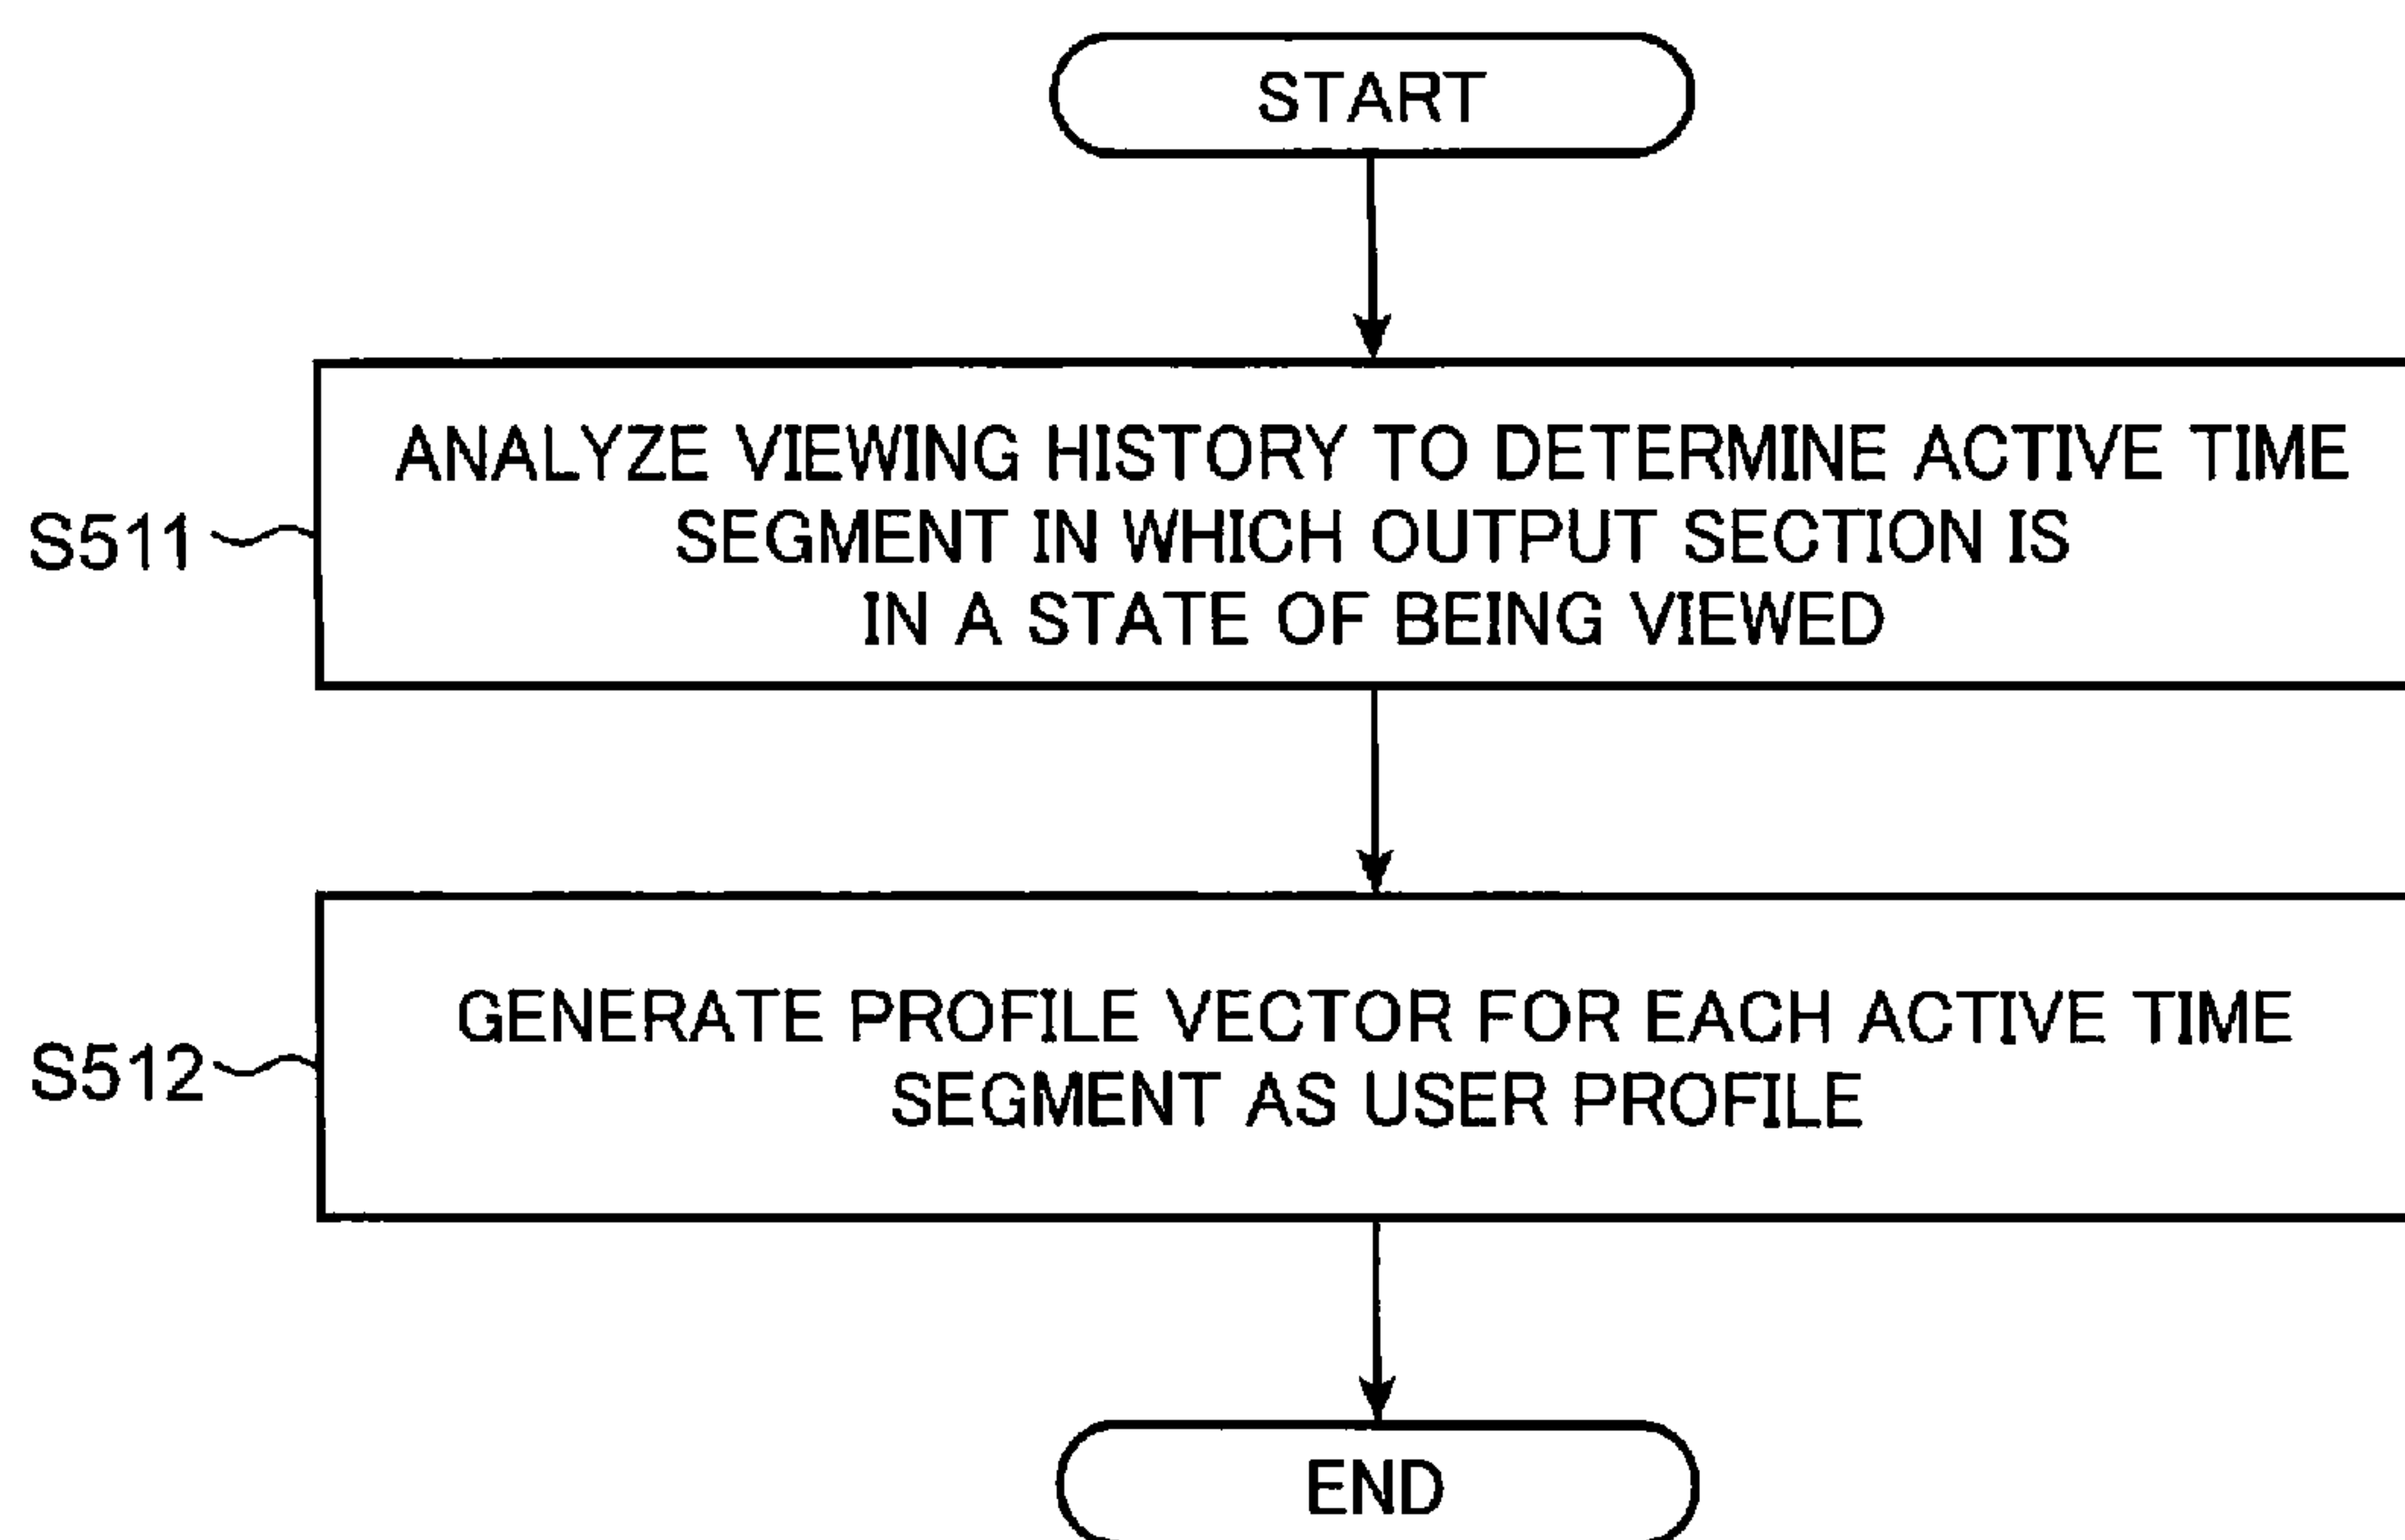 START
ANALYZE VIEWING HISTORY TO DETERMINE ACTIVE TIME
SEGMENT IN WHICH OUTPUT SECTION IS
IN A STATE OF BEING VIEWED
S511
GENERATE PROFILE VECTOR FOR EACH ACTIVE TIME
SEGMENT AS USER PROFILE
S512
END